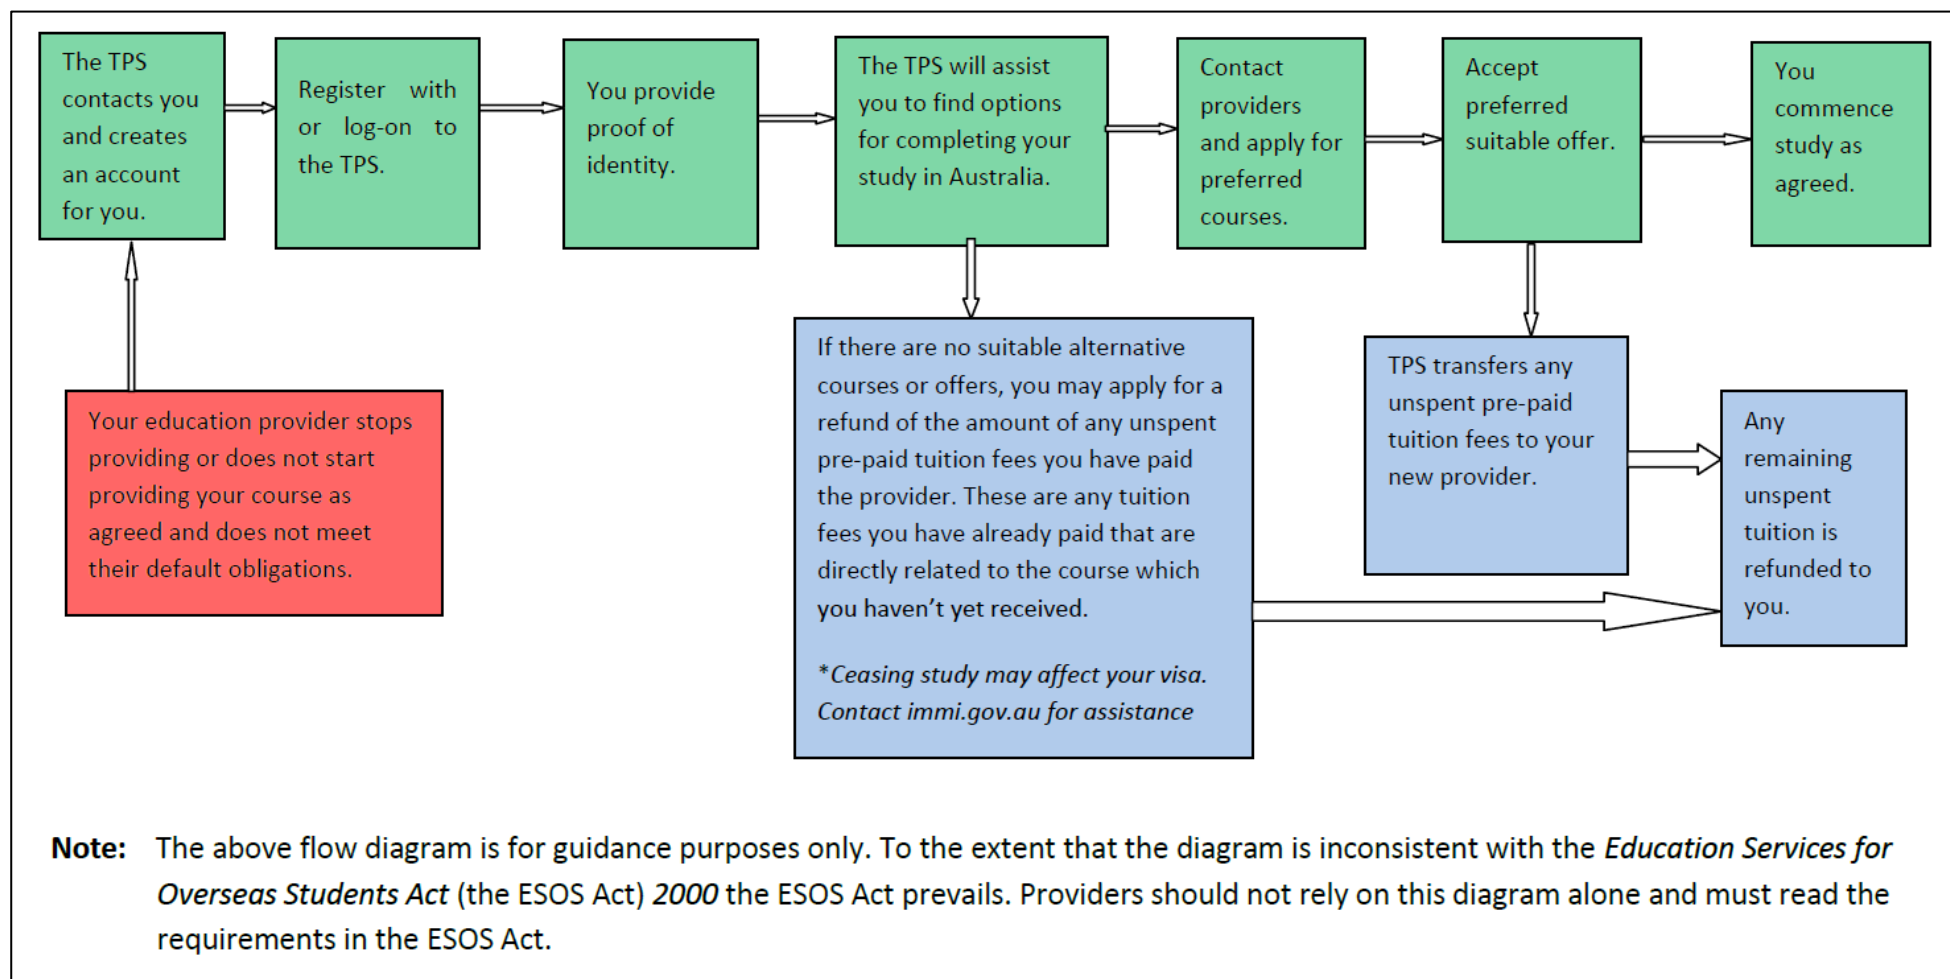 The TPS
contacts you
and creates
an account
for you.
Register with
or log-on to
the TPS.
You provide
proof of
identity.
The TPS will assist
you to find options
for completing your
study in Australia.
Contact
providers
and apply for
preferred
courses.
Accept
preferred
suitable offer.
You
commence
study as
agreed.
Your education provider stops
providing or does not start
providing your course as
agreed and does not meet
their default obligations.
If there are no suitable alternative
courses or offers, you may apply for a
refund of the amount of any unspent
pre-paid tuition fees you have paid
the provider. These are any tuition
fees you have already paid that are
directly related to the course which
you haven’t yet received.
*Ceasing study may affect your visa.
Contact immi.gov.au for assistance
TPS transfers any
unspent pre-paid
tuition fees to your
new provider.
Any
remaining
unspent
tuition is
refunded to
you.
Note: The above flow diagram is for guidance purposes only. To the extent that the diagram is inconsistent with the Education Services for
Overseas Students Act (the ESOS Act) 2000 the ESOS Act prevails. Providers should not rely on this diagram alone and must read the
requirements in the ESOS Act.